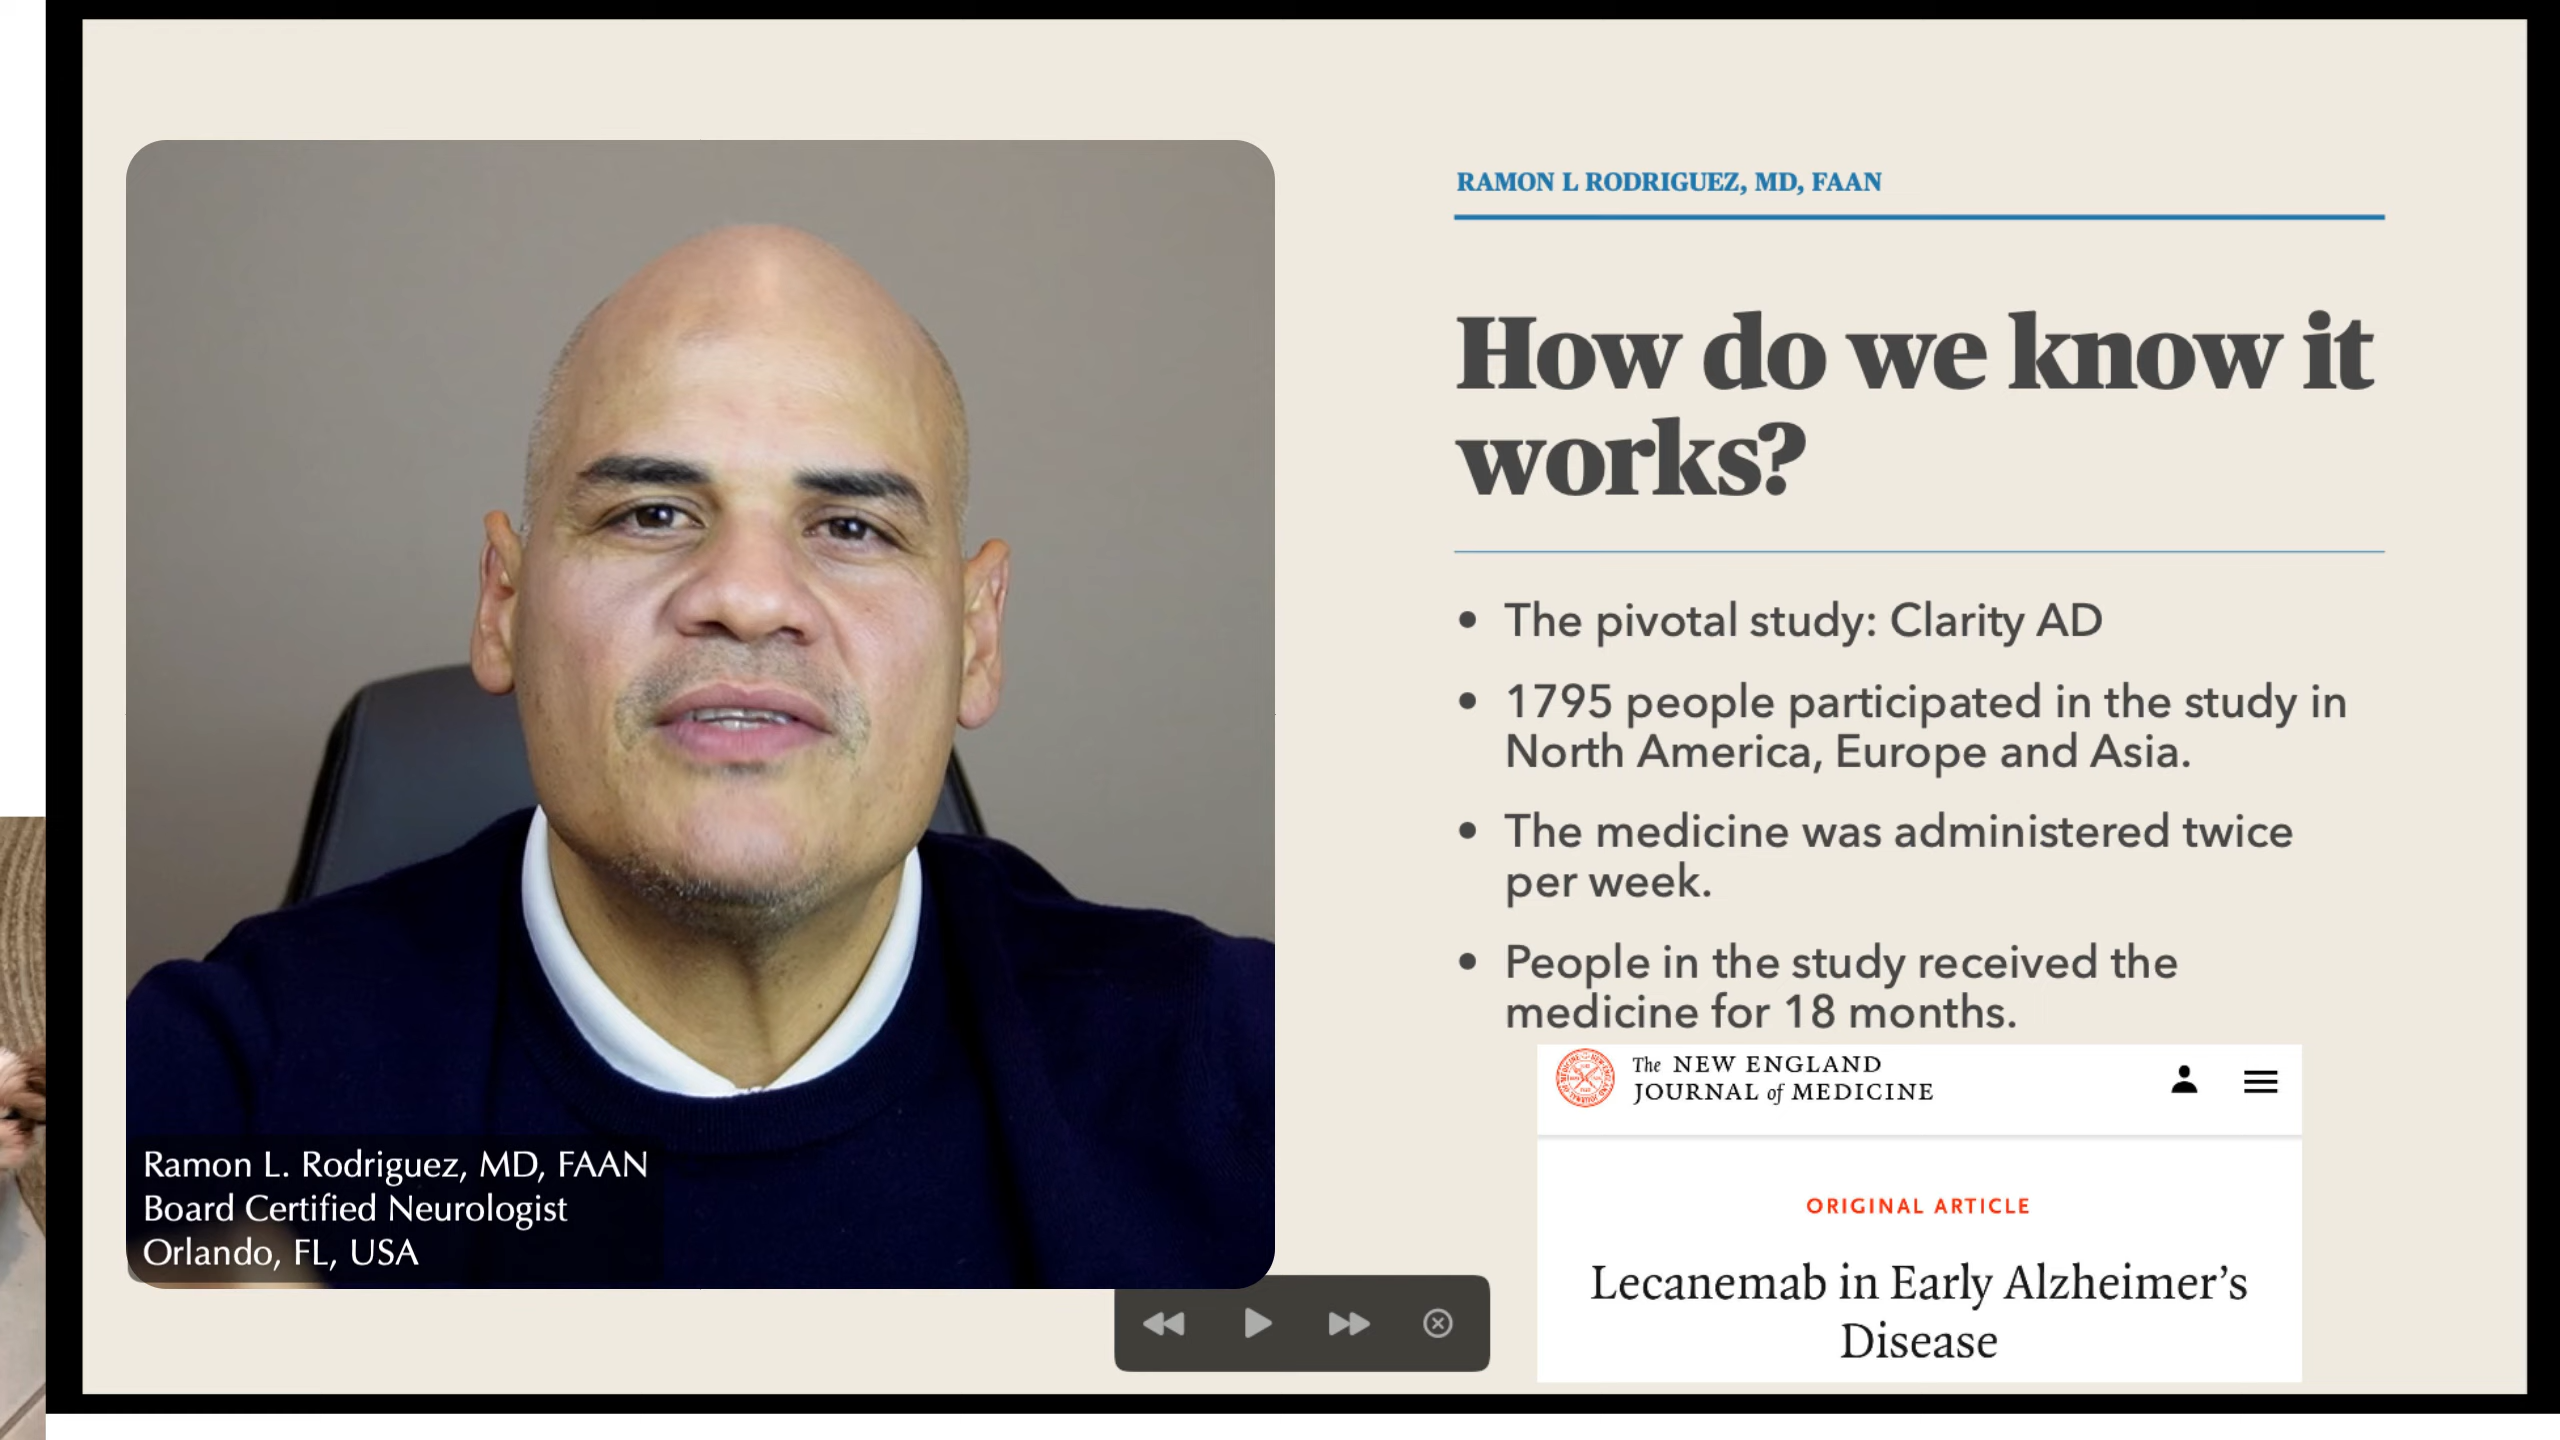 RAMON L RODRIGUEZ, MD, FAAN
How do we know it
works?
• The pivotal study: Clarity AD
• 1795 people participated in the study in
North America, Europe and Asia.
• The medicine was administered twice
per week.
• People in the study received the
medicine for 18 months.
The NEW ENGLAND
JOURNAL of MEDICINE
ORIGINAL ARTICLE
Lecanemab in Early Alzheimer’s
Disease
Ramon L. Rodriguez, MD, FAAN
Board Certified Neurologist
Orlando, FL, USA